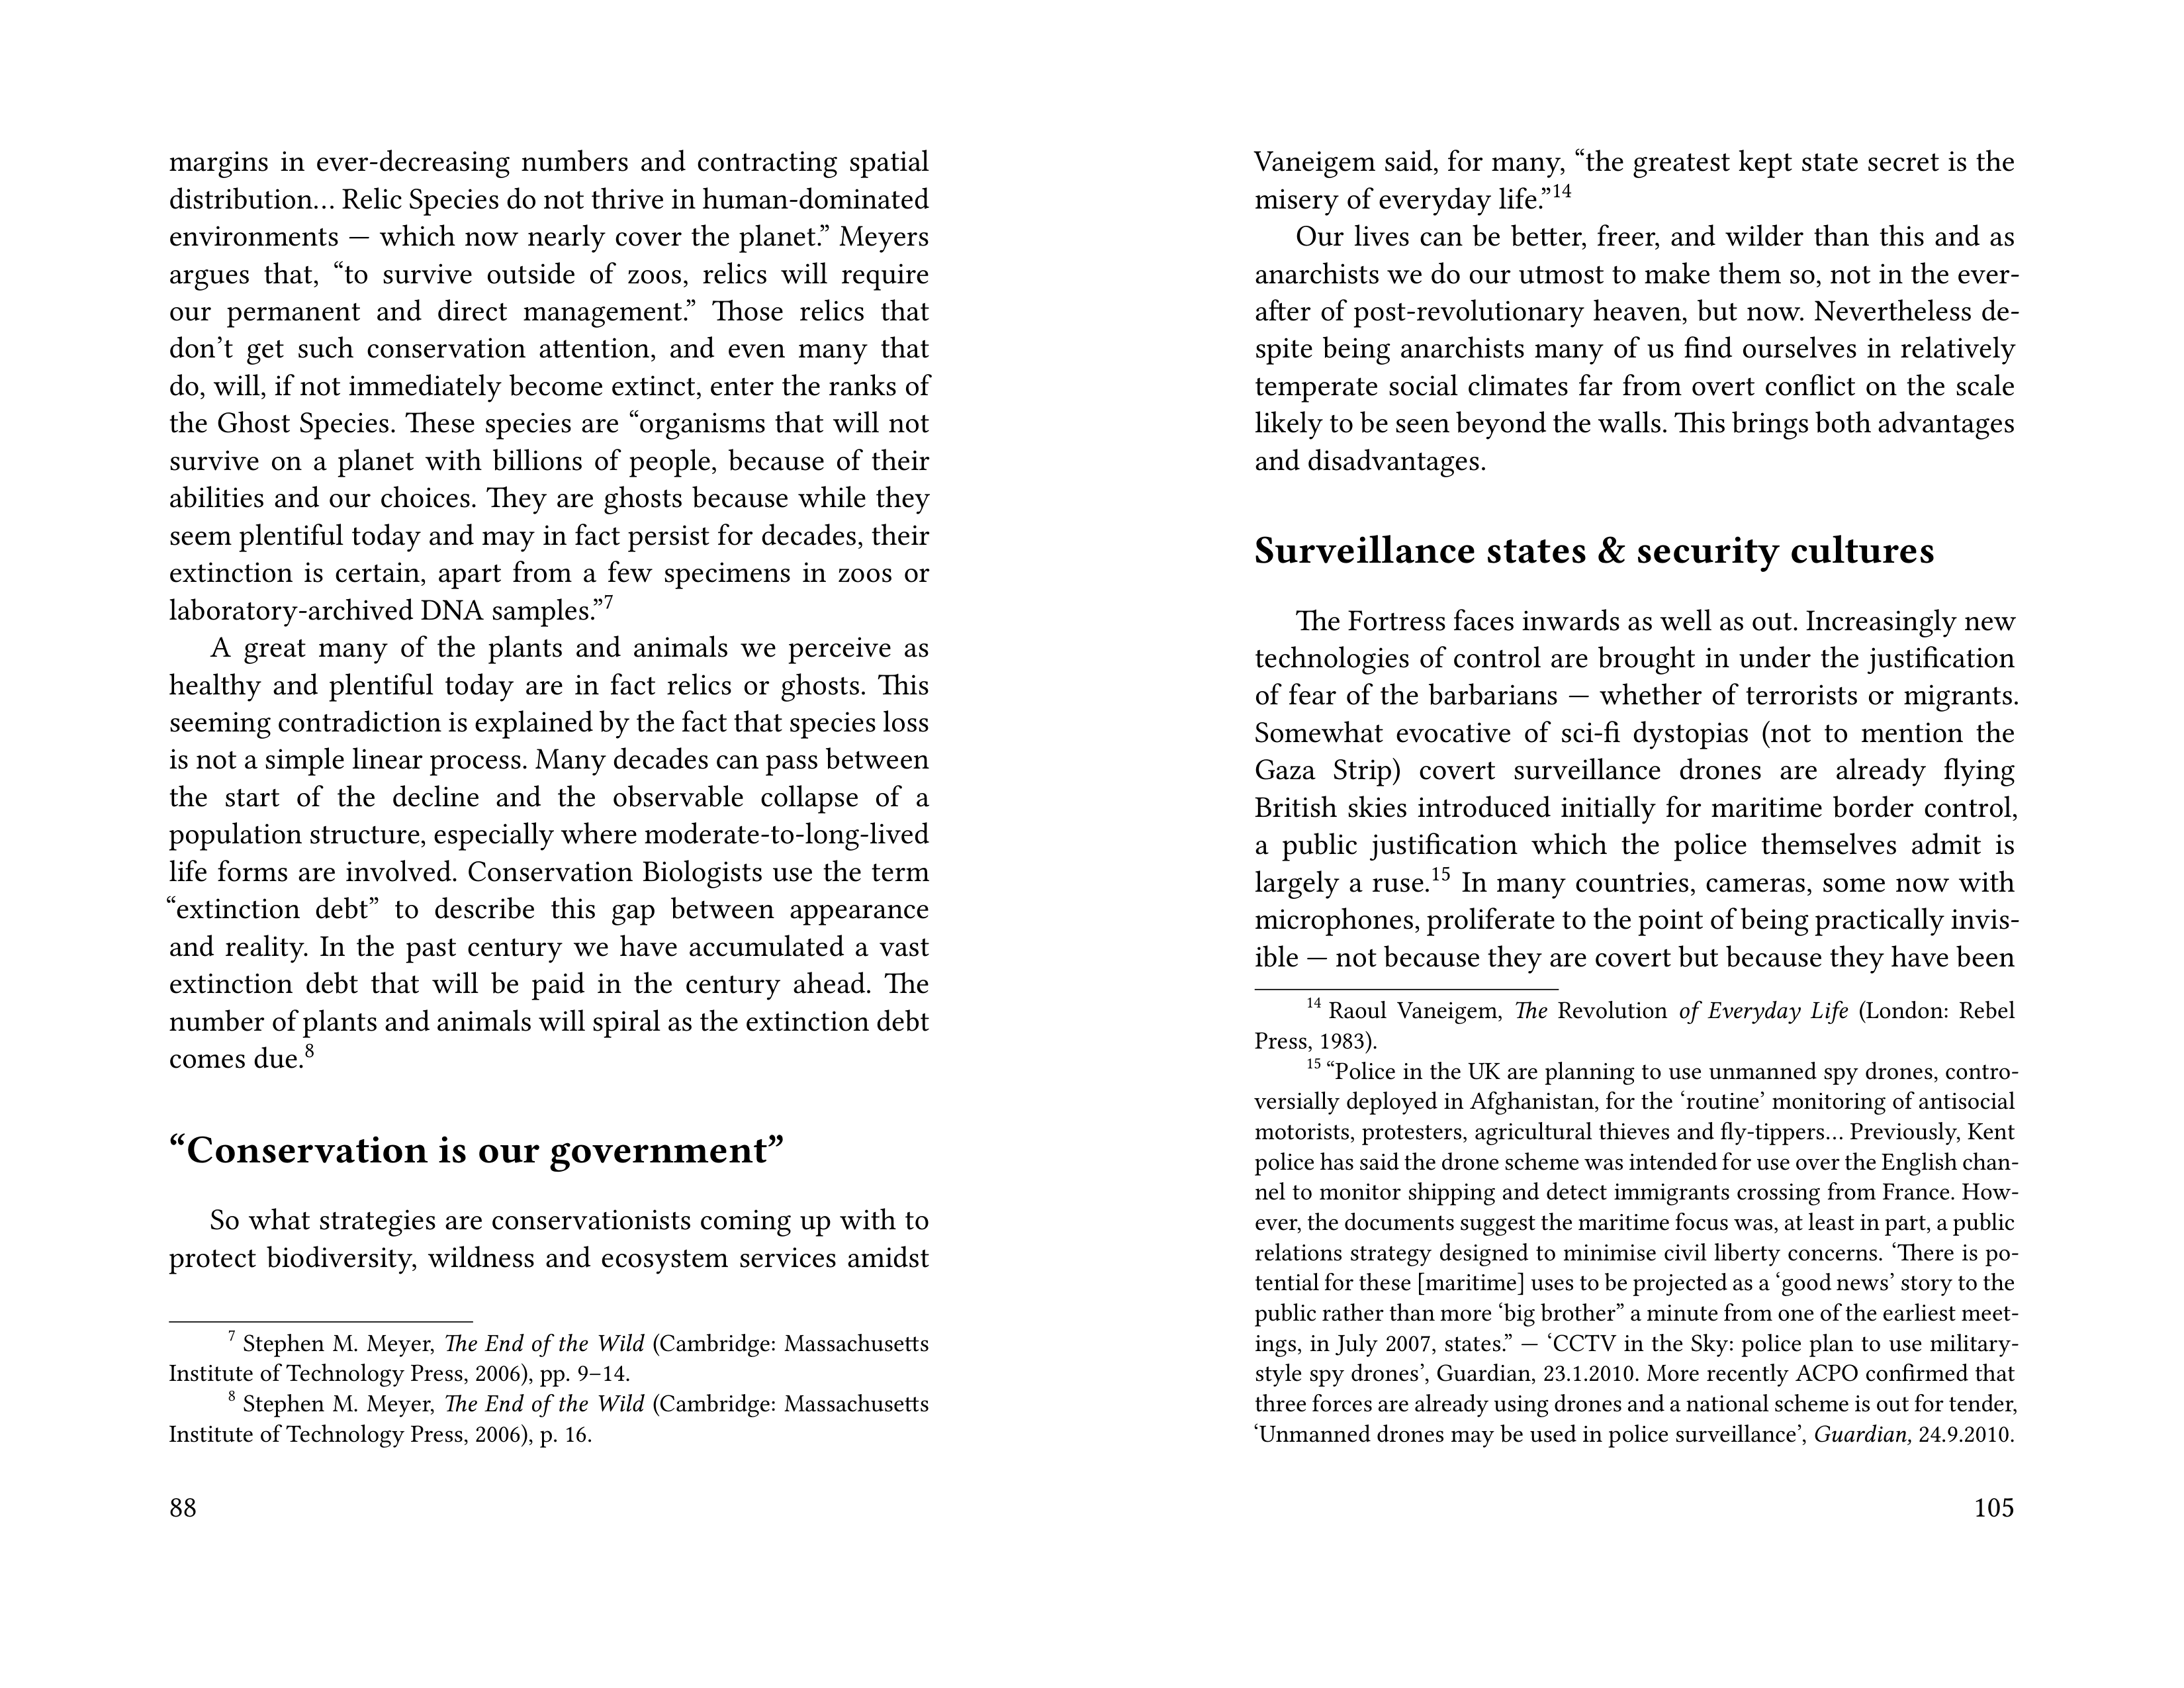 margins in ever-decreasing numbers and contracting spatial
distribution… Relic Species do not thrive in human-dominated
environments — which now nearly cover the planet.” Meyers
argues that, “to survive outside of zoos, relics will require
our permanent and direct management.” Those relics that
don’t get such conservation attention, and even many that
do, will, if not immediately become extinct, enter the ranks of
the Ghost Species. These species are “organisms that will not
survive on a planet with billions of people, because of their
abilities and our choices. They are ghosts because while they
seem plentiful today and may in fact persist for decades, their
extinction is certain, apart from a few specimens in zoos or
laboratory-archived DNA samples.”7
A great many of the plants and animals we perceive as
healthy and plentiful today are in fact relics or ghosts. This
seeming contradiction is explained by the fact that species loss
is not a simple linear process. Many decades can pass between
the start of the decline and the observable collapse of a
population structure, especially where moderate-to-long-lived
life forms are involved. Conservation Biologists use the term
“extinction debt” to describe this gap between appearance
and reality. In the past century we have accumulated a vast
extinction debt that will be paid in the century ahead. The
number of plants and animals will spiral as the extinction debt
comes due.8
“Conservation is our government”
So what strategies are conservationists coming up with to
protect biodiversity, wildness and ecosystem services amidst
7 Stephen M. Meyer, The End of the Wild (Cambridge: Massachusetts
Institute of Technology Press, 2006), pp. 9–14.
8 Stephen M. Meyer, The End of the Wild (Cambridge: Massachusetts
Institute of Technology Press, 2006), p. 16.
88
Vaneigem said, for many, “the greatest kept state secret is the
misery of everyday life.”14
Our lives can be better, freer, and wilder than this and as
anarchists we do our utmost to make them so, not in the ever-
after of post-revolutionary heaven, but now. Nevertheless de-
spite being anarchists many of us find ourselves in relatively
temperate social climates far from overt conflict on the scale
likely to be seen beyond the walls. This brings both advantages
and disadvantages.
Surveillance states & security cultures
The Fortress faces inwards as well as out. Increasingly new
technologies of control are brought in under the justification
of fear of the barbarians — whether of terrorists or migrants.
Somewhat evocative of sci-fi dystopias (not to mention the
Gaza Strip) covert surveillance drones are already flying
British skies introduced initially for maritime border control,
a public justification which the police themselves admit is
largely a ruse.15 In many countries, cameras, some now with
microphones, proliferate to the point of being practically invis-
ible — not because they are covert but because they have been
14 Raoul Vaneigem, The Revolution of Everyday Life (London: Rebel
Press, 1983).
15 “Police in the UK are planning to use unmanned spy drones, contro-
versially deployed in Afghanistan, for the ‘routine’ monitoring of antisocial
motorists, protesters, agricultural thieves and fly-tippers… Previously, Kent
police has said the drone scheme was intended for use over the English chan-
nel to monitor shipping and detect immigrants crossing from France. How-
ever, the documents suggest the maritime focus was, at least in part, a public
relations strategy designed to minimise civil liberty concerns. ‘There is po-
tential for these [maritime] uses to be projected as a ‘good news’ story to the
public rather than more ‘big brother” a minute from one of the earliest meet-
ings, in July 2007, states.” — ‘CCTV in the Sky: police plan to use military-
style spy drones’, Guardian, 23.1.2010. More recently ACPO confirmed that
three forces are already using drones and a national scheme is out for tender,
‘Unmanned drones may be used in police surveillance’, Guardian, 24.9.2010.
105